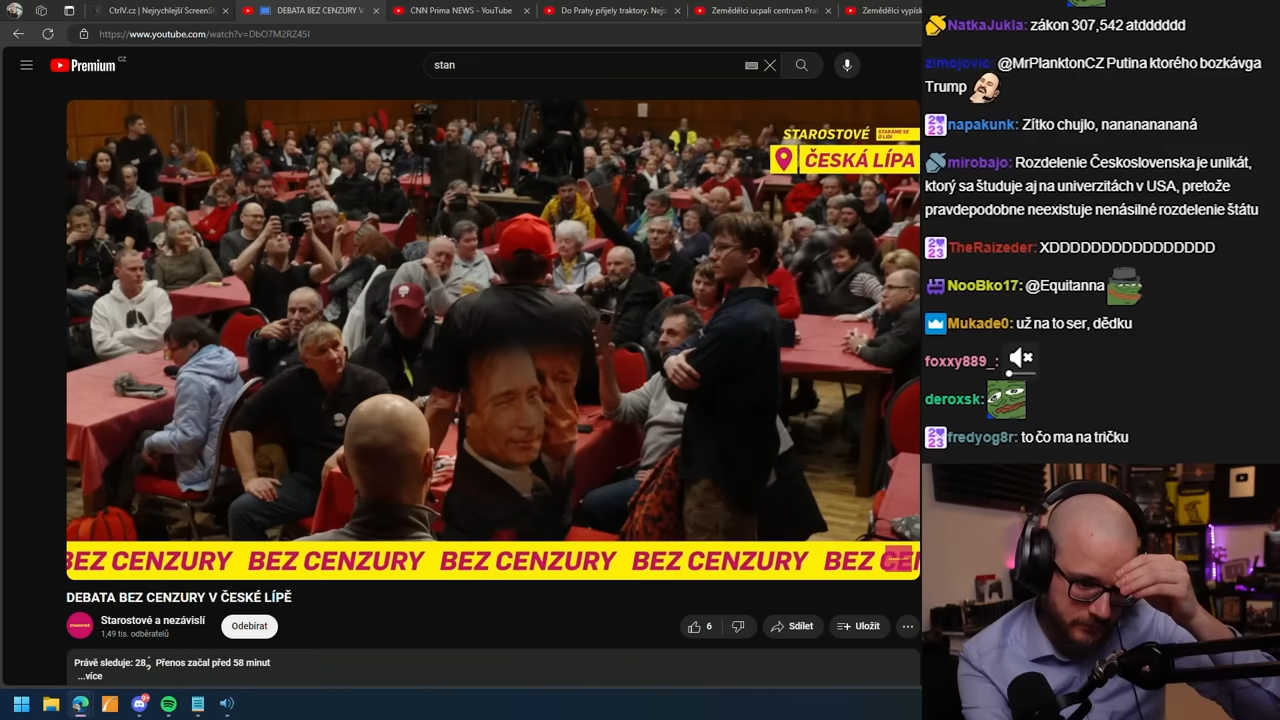 CtrlV.cz | Nejrychlejší ScreenS
DEBATA BEZ CENZURY V
CNN Prima NEWS - YouTube
Do Prahy přijely traktory.
Zemědělci ucpali centrum
Zemědělci
https://www.youtube.com/watch?v=DbO7M2RZ45I
Premium CZ
stan
STAROSTOVÉ
STARÁME SE
O LIDI
ČESKÁ LÍPA
BEZ CENZURY BEZ CENZURY BEZ CENZURY BEZ CENZURY BEZ
DEBATA BEZ CENZURY V ČESKÉ LÍPĚ
Starostové a nezávislí
1,49 tis. odběratelů
Odebírat
6
Sdílet
Uložit
Právě sleduje: 28 Přenos začal před 58 minut
...více
NatkaJukla: zákon 307,542 atdddddd
zimojovic: @MrPlanktonCZ Putina ktorého bozkávga
Trump
napakunk: Zítko chujlo, nanananananá
mirobajo: Rozdelenie Československa je unikát,
ktorý sa študuje aj na univerzitách v USA, pretože
pravdepodobne neexistuje nenásilné rozdelenie štátu
TheRaizeder: XDDDDDDDDDDDDDDDD
NooBko17: @Equitanna
Mukade0: už na to ser, dědku
foxxy889_:
deroxsk:
fredyog8r: to čo ma na tričku